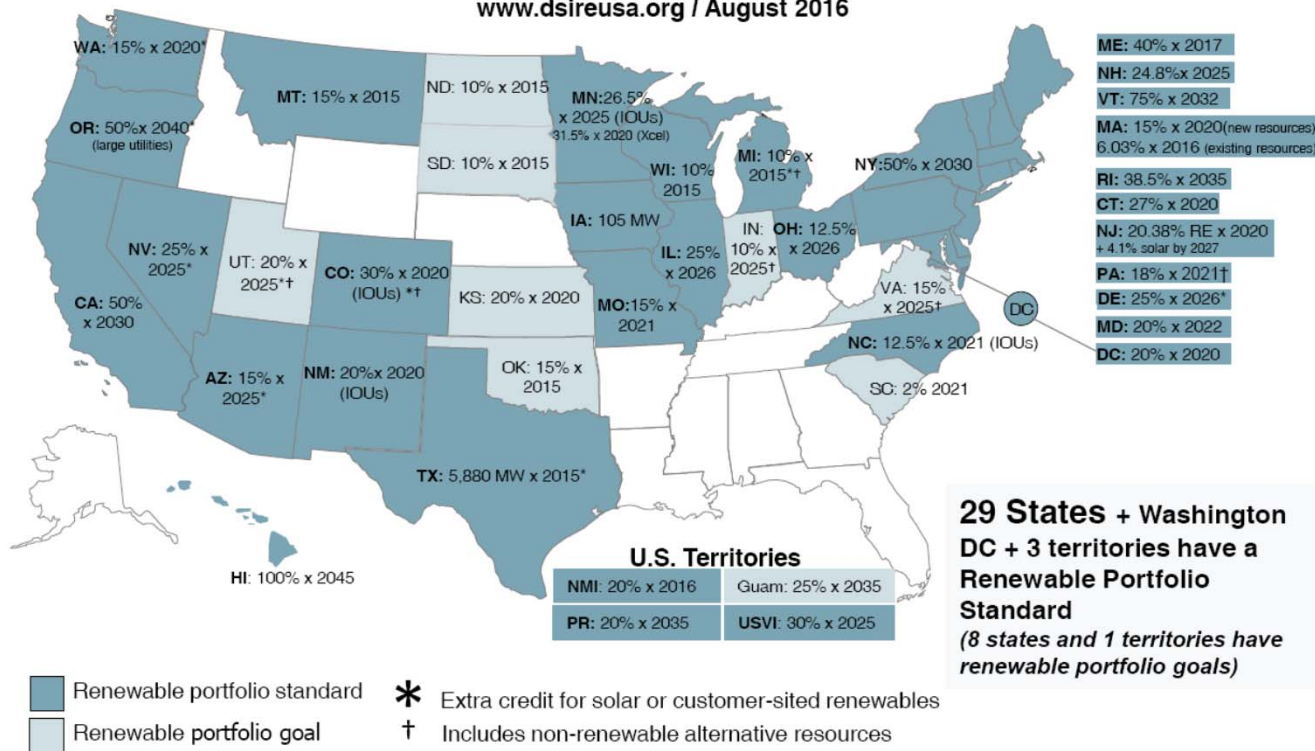 www.dsireusa.org / August 2016
WA: 15% x 2020*
MT: 15% x 2015
ND: 10% x 2015
MN:26.5%
x 2025 (IOUs)
31.5% x 2020 (Xcel)
OR: 50%x 2040*
(large utilities)
SD: 10% x 2015
WI: 10%
2015
MI: 10% x
2015*†
NY:50% x 2030
IA: 105 MW
NV: 25% x
2025*
UT: 20% x
2025*†
CO: 30% x 2020
(IOUs) *†
IL: 25%
x 2026
IN:
10% x
2025†
OH: 12.5%
x 2026
CA: 50%
x 2030
KS: 20% x 2020
MO:15% x
2021
VA: 15%
x 2025†
DC
NC: 12.5% x 2021 (IOUs)
AZ: 15% x
2025*
NM: 20%x 2020
(IOUs)
OK: 15% x
2015
SC: 2% 2021
TX: 5,880 MW x 2015*
HI: 100% x 2045
ME: 40% x 2017
NH: 24.8%x 2025
VT: 75% x 2032
MA: 15% x 2020(new resources)
6.03% x 2016 (existing resources)
RI: 38.5% x 2035
CT: 27% x 2020
NJ: 20.38% RE x 2020
+ 4.1% solar by 2027
PA: 18% x 2021†
DE: 25% x 2026*
MD: 20% x 2022
DC: 20% x 2020
U.S. Territories
NMI: 20% x 2016
Guam: 25% x 2035
PR: 20% x 2035
USVI: 30% x 2025
29 States + Washington
DC + 3 territories have a
Renewable Portfolio
Standard
(8 states and 1 territories have
renewable portfolio goals)
Renewable portfolio standard
Renewable portfolio goal
* Extra credit for solar or customer-sited renewables
† Includes non-renewable alternative resources